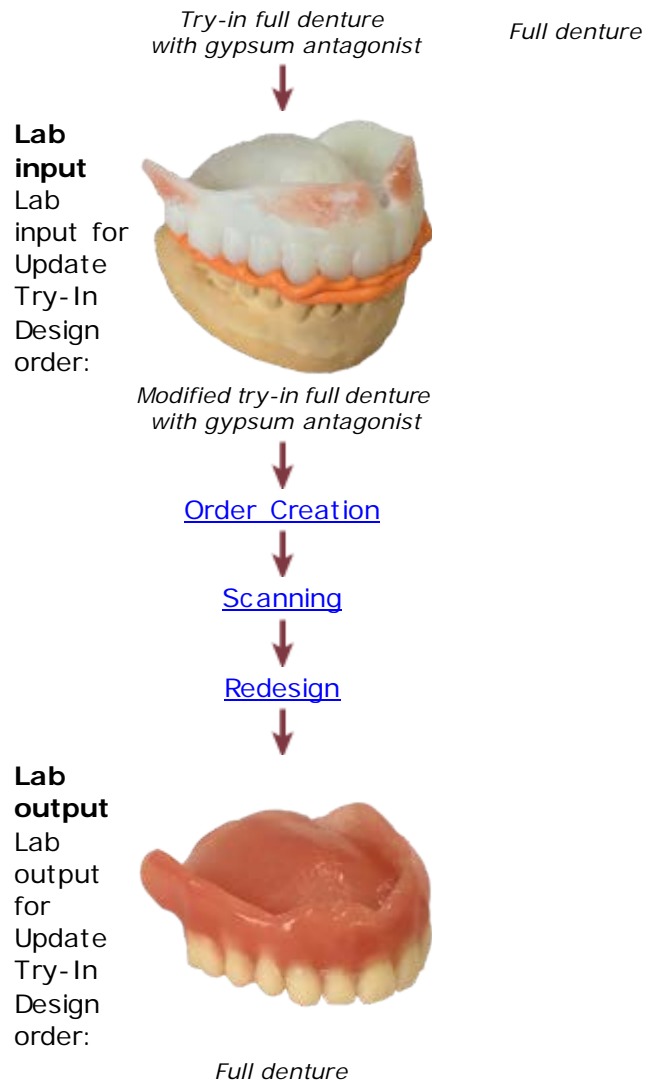 Try-in full denture
with gypsum antagonist
Full denture
Lab
input
Lab
input for
Update
Try-In
Design
order:
Modified try-in full denture
with gypsum antagonist
Order Creation
Scanning
Redesign
Lab
output
Lab
output
for
Update
Try-In
Design
order:
Full denture